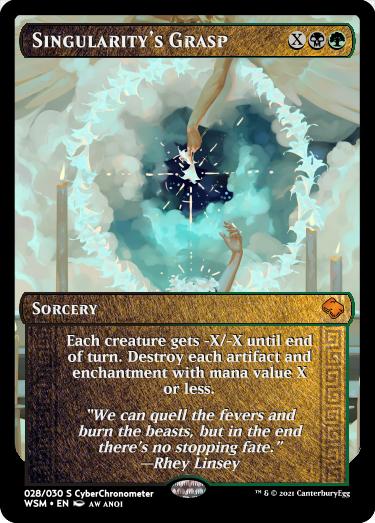 Singularity's Grasp X
Sorcery
Each creature gets -X/-X until end
of turn. Destroy each artifact and
enchantment with mana value X
or less.
"We can quell the fevers and
burn the beasts, but in the end
there's no stopping fate."
—Rhey Linsey
028/030 S CyberChronometer
WSM • EN AW ANOI
™ & © 2021 CanterburyEgg